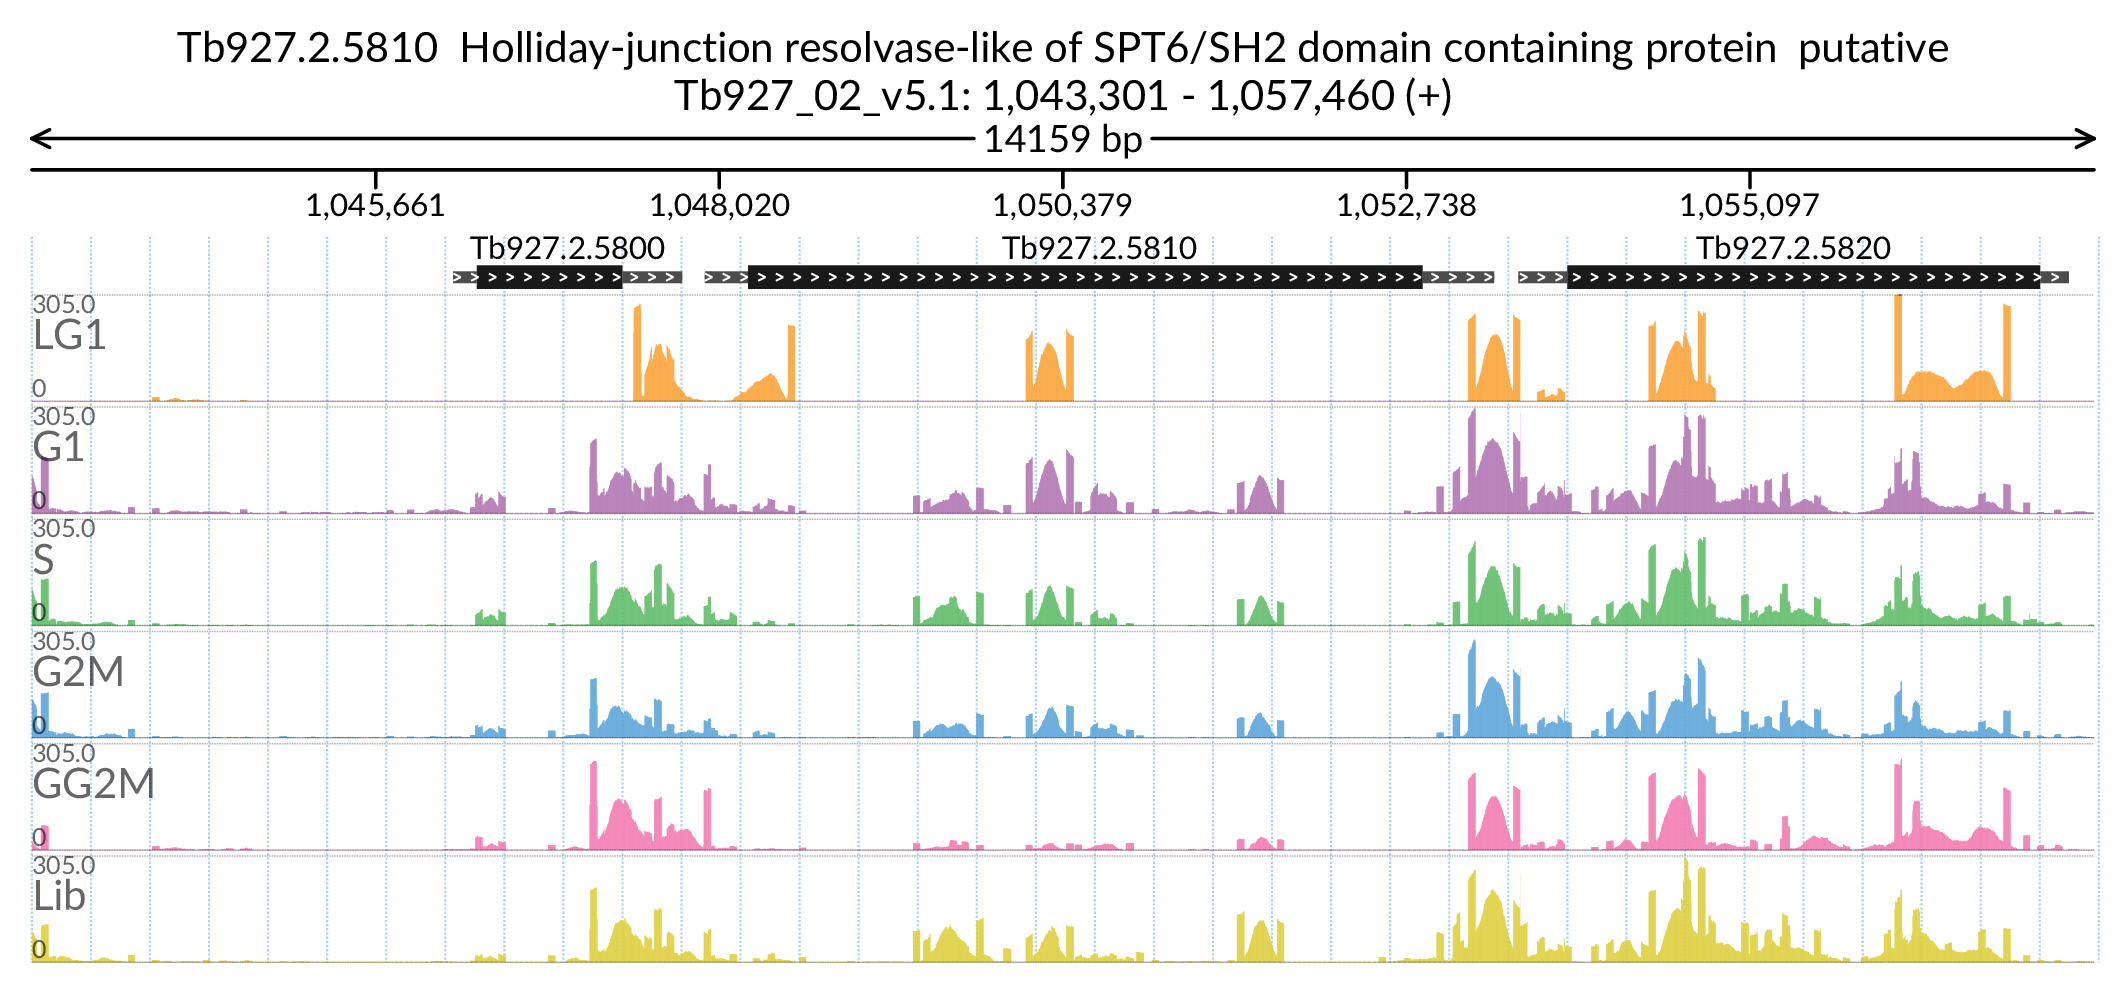 Tb927.2.5810  Holliday-junction resolvase-like of SPT6/SH2 domain containing protein  putative
Tb927_02_v5.1: 1,043,301 - 1,057,460 (+)
14159 bp
1,045,661 1,048,020 1,050,379 1,052,738 1,055,097
Tb927.2.5800 Tb927.2.5810 Tb927.2.5820
305.0
LG1
0
305.0
G1
0
305.0
S
0
305.0
G2M
0
305.0
GG2M
0
305.0
Lib
0